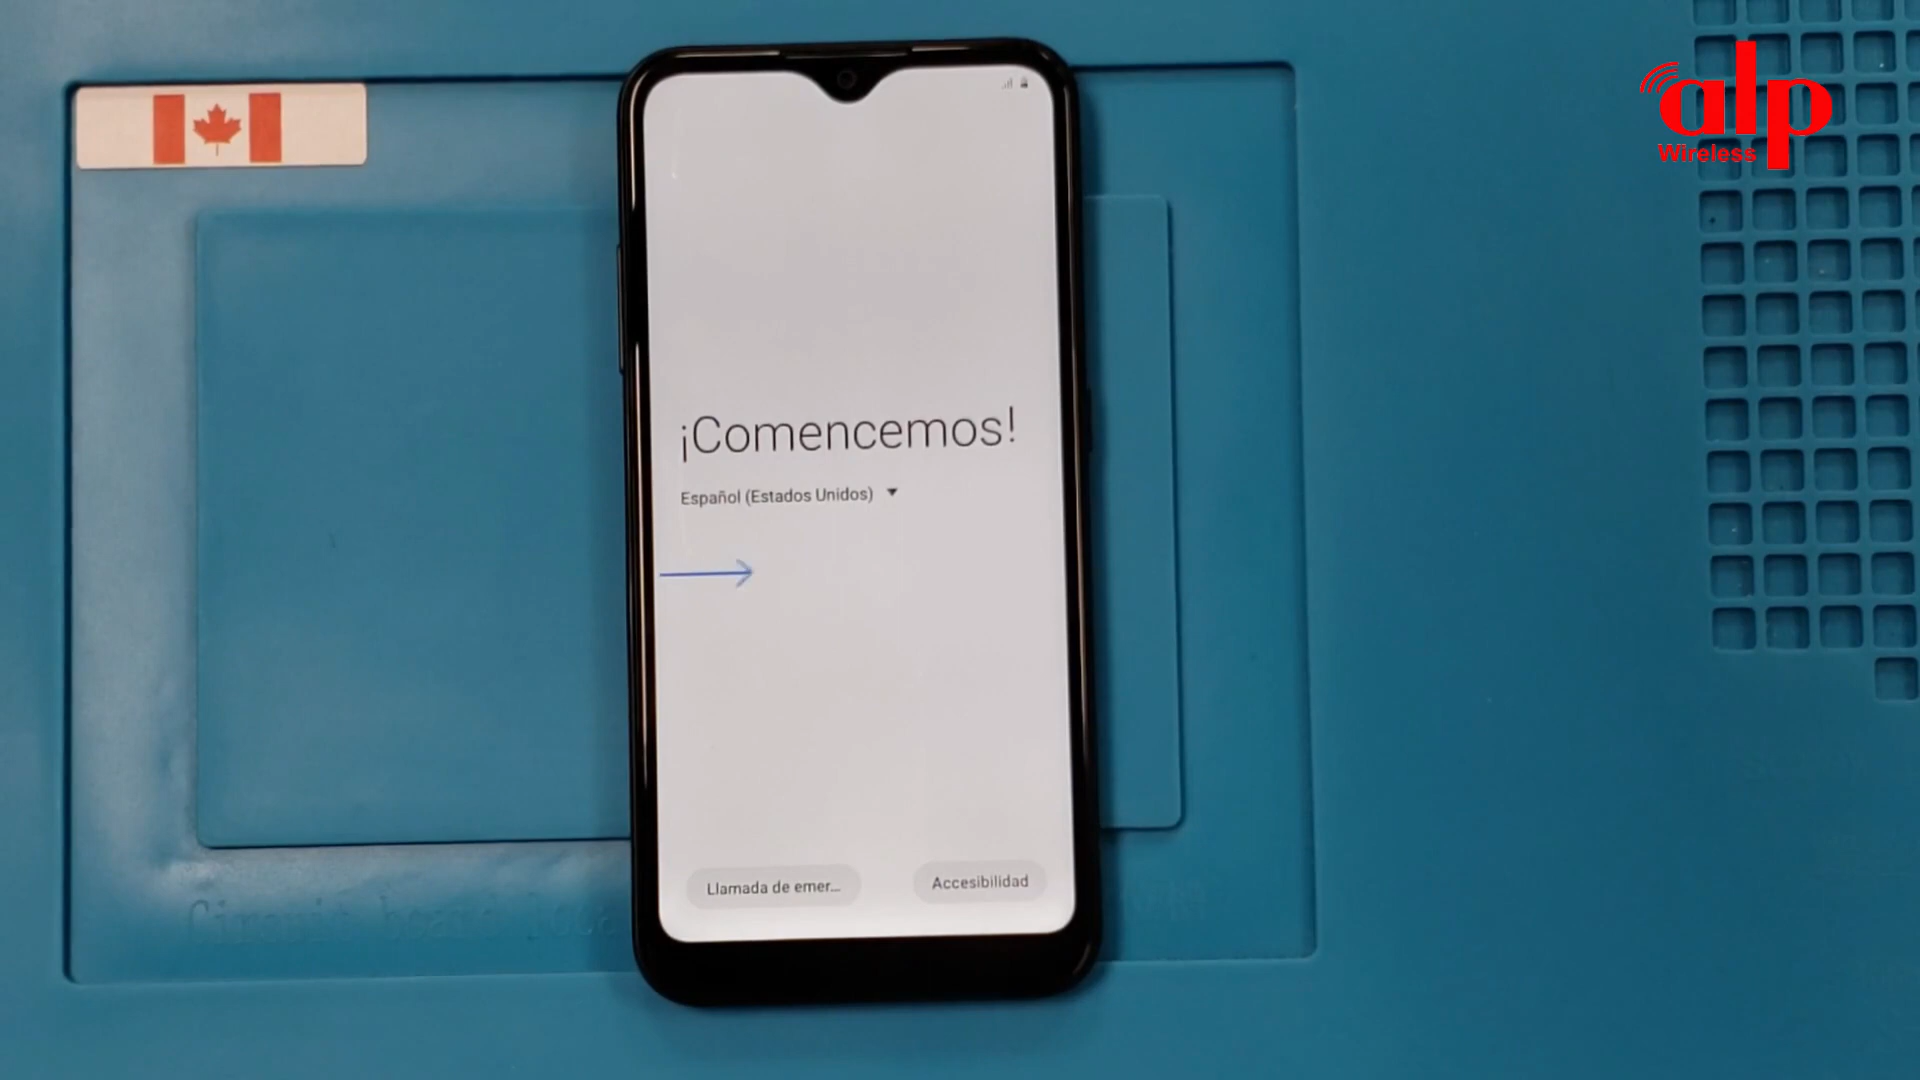 alp
Wireless
¡Comencemos!
Español (Estados Unidos)
Llamada de emer...
Accesibilidad